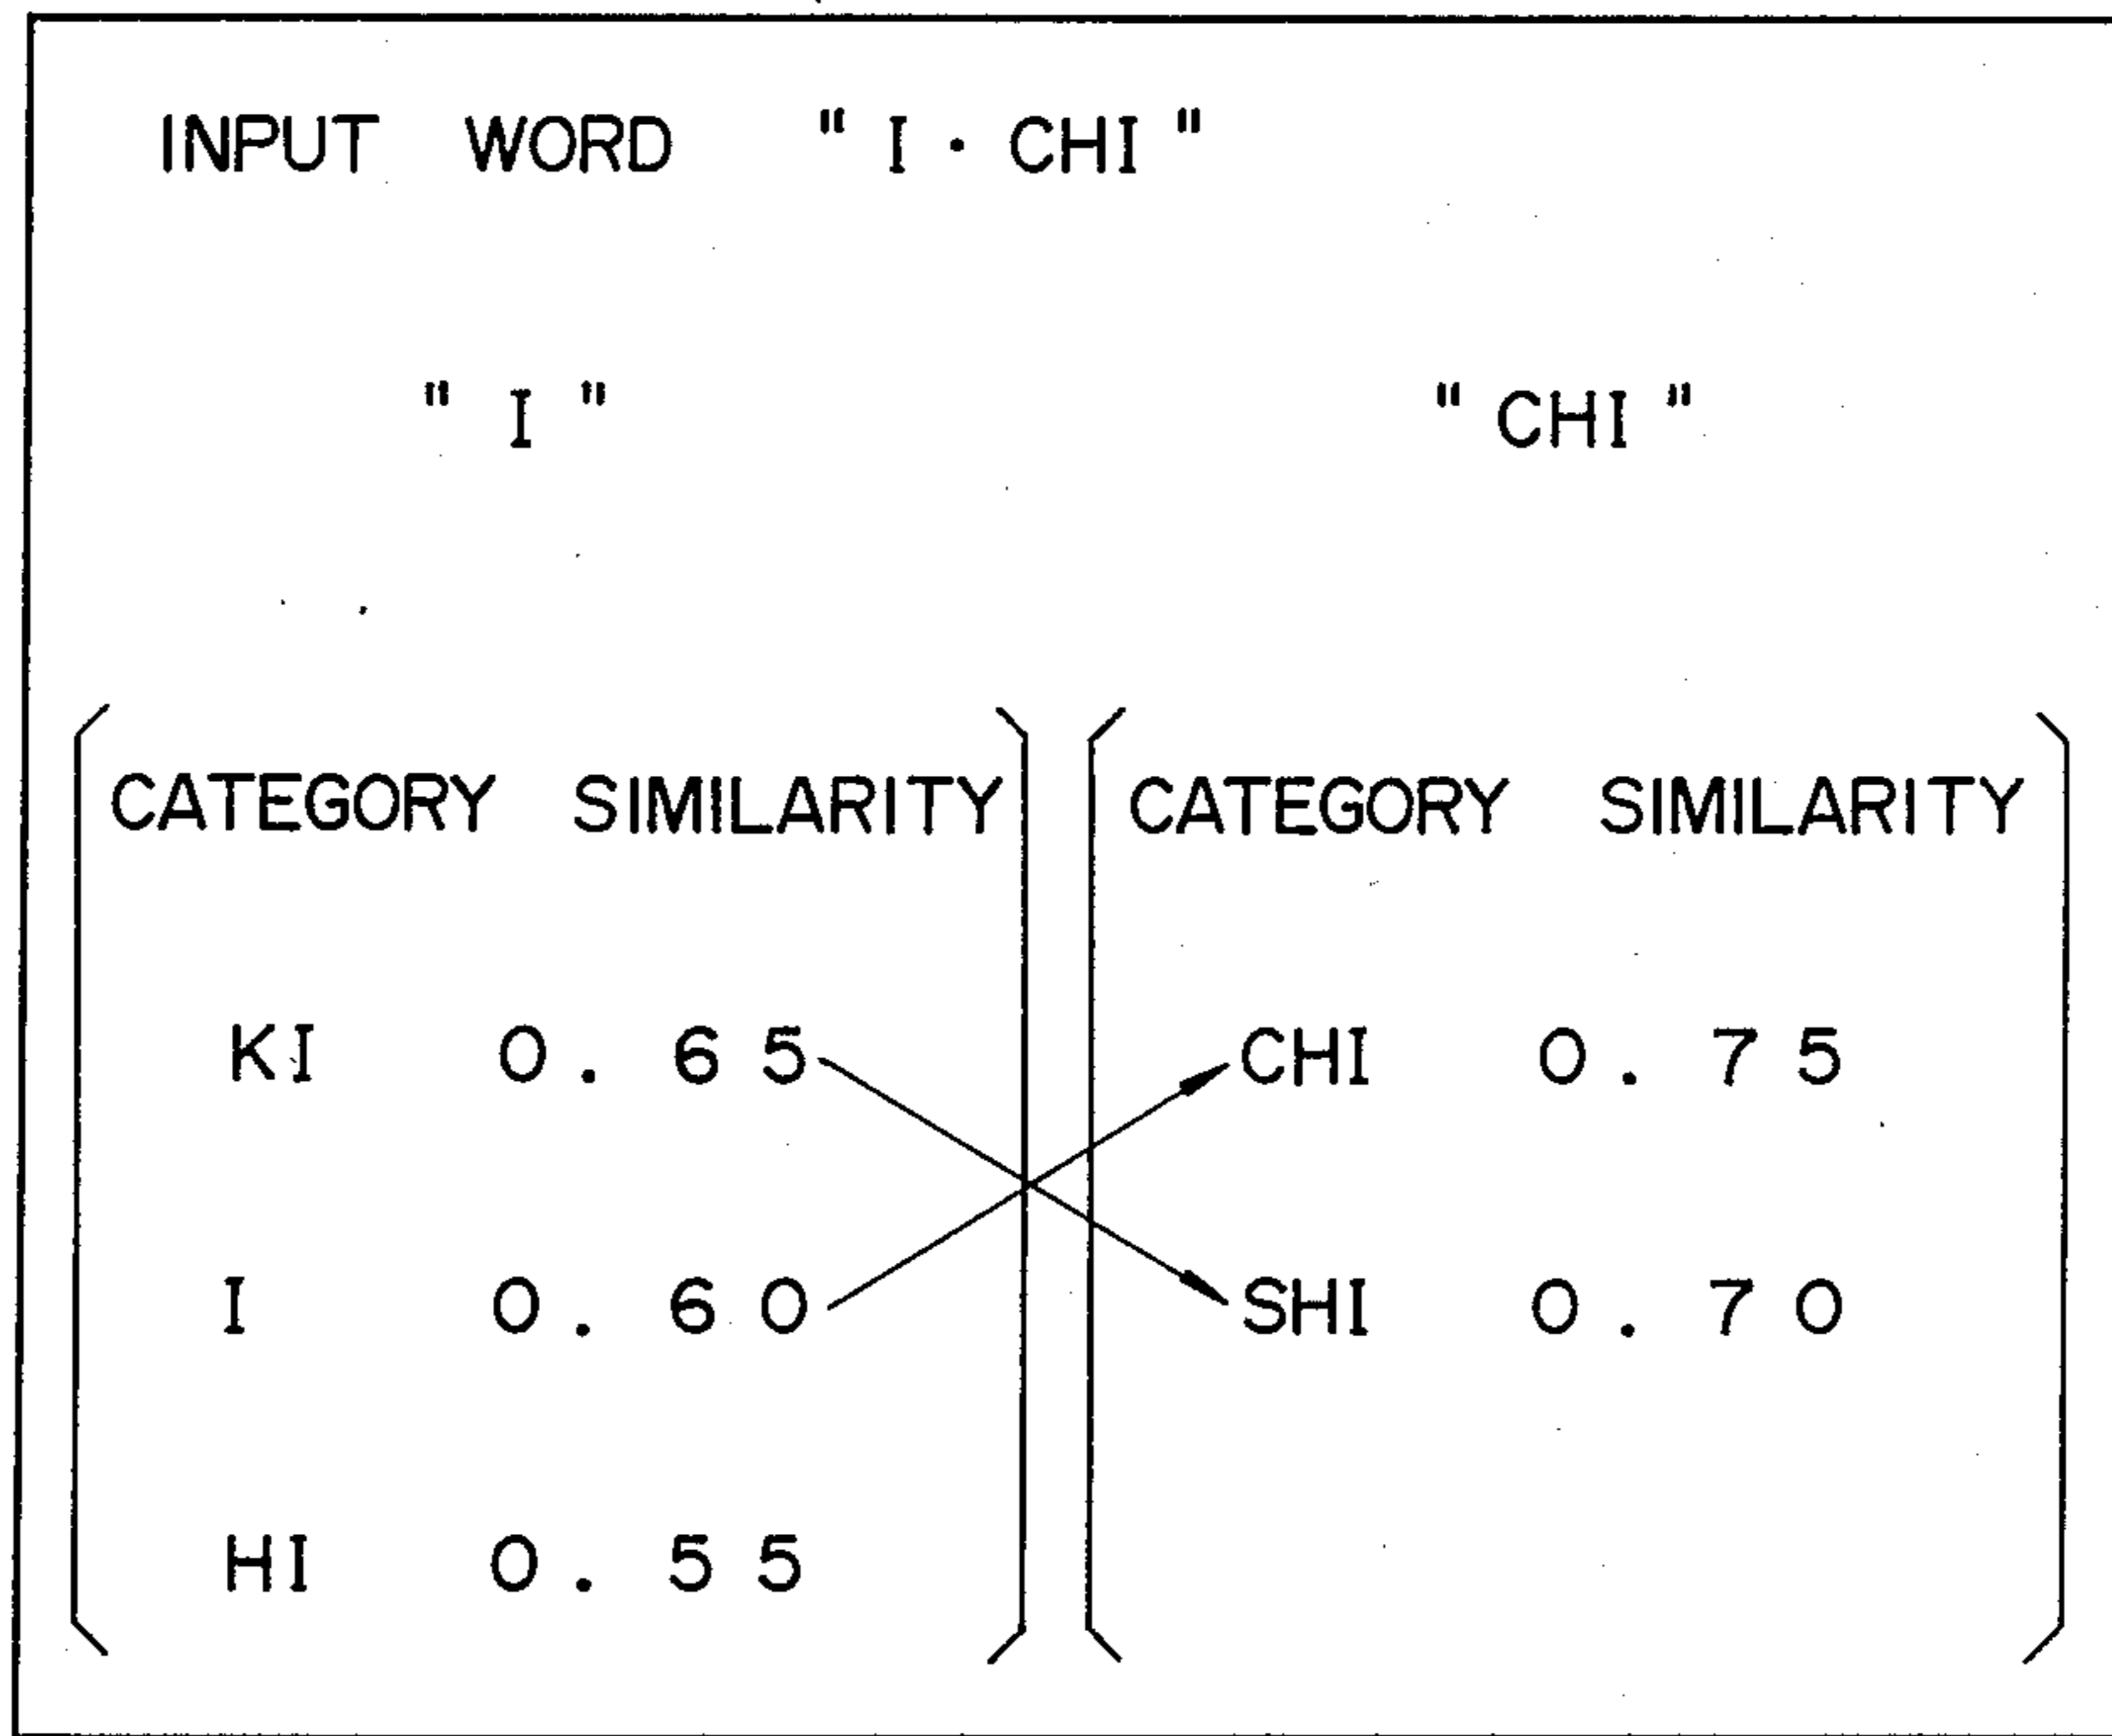 INPUT WORD " I · CHI "
" I " " CHI "
CATEGORY SIMILARITY CATEGORY SIMILARITY
KI 0.65 CHI 0.75
I 0.60 SHI 0.70
HI 0.55